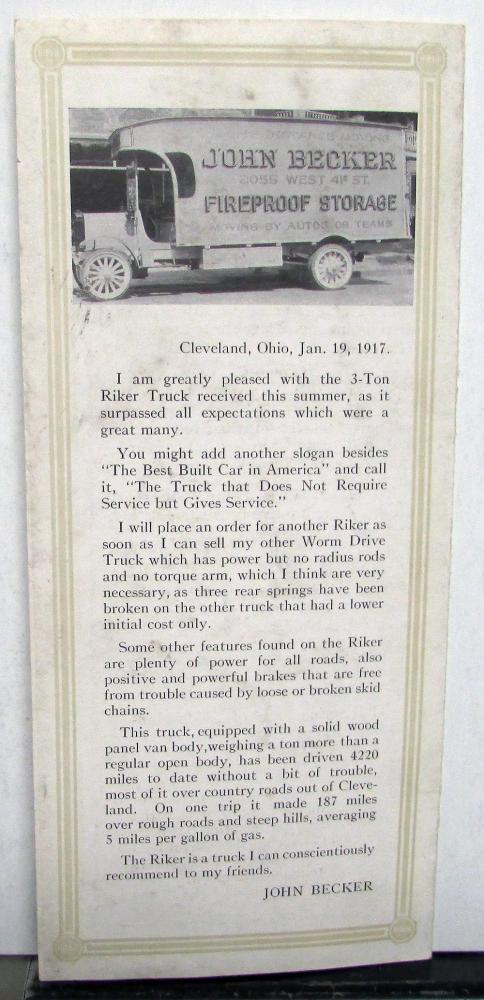 JOHN BECKER
2055 WEST 41st ST.
FIREPROOF STORAGE
MOVING BY AUTOS OR TEAMS
Cleveland, Ohio, Jan. 19, 1917.
I am greatly pleased with the 3-Ton
Riker Truck received this summer, as it
surpassed all expectations which were a
great many.
You might add another slogan besides
"The Best Built Car in America" and call
it, "The Truck that Does Not Require
Service but Gives Service."
I will place an order for another Riker as
soon as I can sell my other Worm Drive
Truck which has power but no radius rods
and no torque arm, which I think are very
necessary, as three rear springs have been
broken on the other truck that had a lower
initial cost only.
Some other features found on the Riker
are plenty of power for all roads, also
positive and powerful brakes that are free
from trouble caused by loose or broken skid
chains.
This truck, equipped with a solid wood
panel van body,weighing a ton more than a
regular open body, has been driven 4220
miles to date without a bit of trouble,
most of it over country roads out of Cleve-
land. On one trip it made 187 miles
over rough roads and steep hills, averaging
5 miles per gallon of gas.
The Riker is a truck I can conscientiously
recommend to my friends.
JOHN BECKER